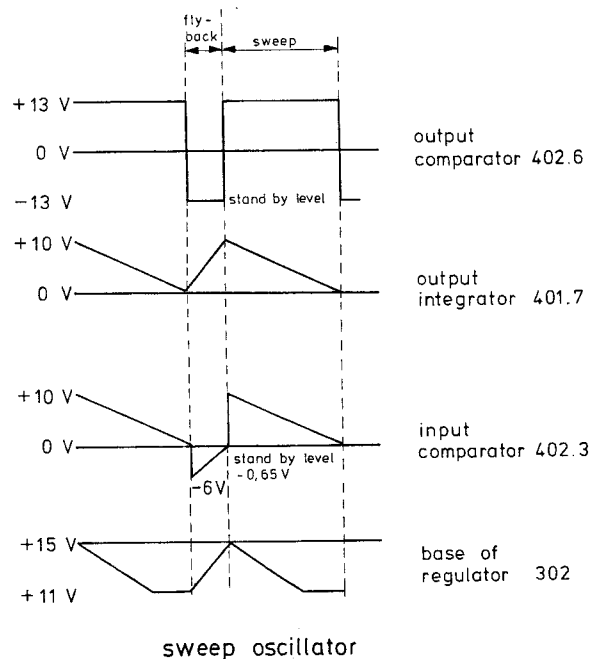 fly-
back
sweep
+13 V
0 V
-13 V
stand by level
output
comparator 402.6
+10 V
0 V
output
integrator 401.7
+10 V
0 V
-6V
stand by level
-0,65V
input
comparator 402.3
+15 V
+11 V
base of
regulator 302
sweep oscillator